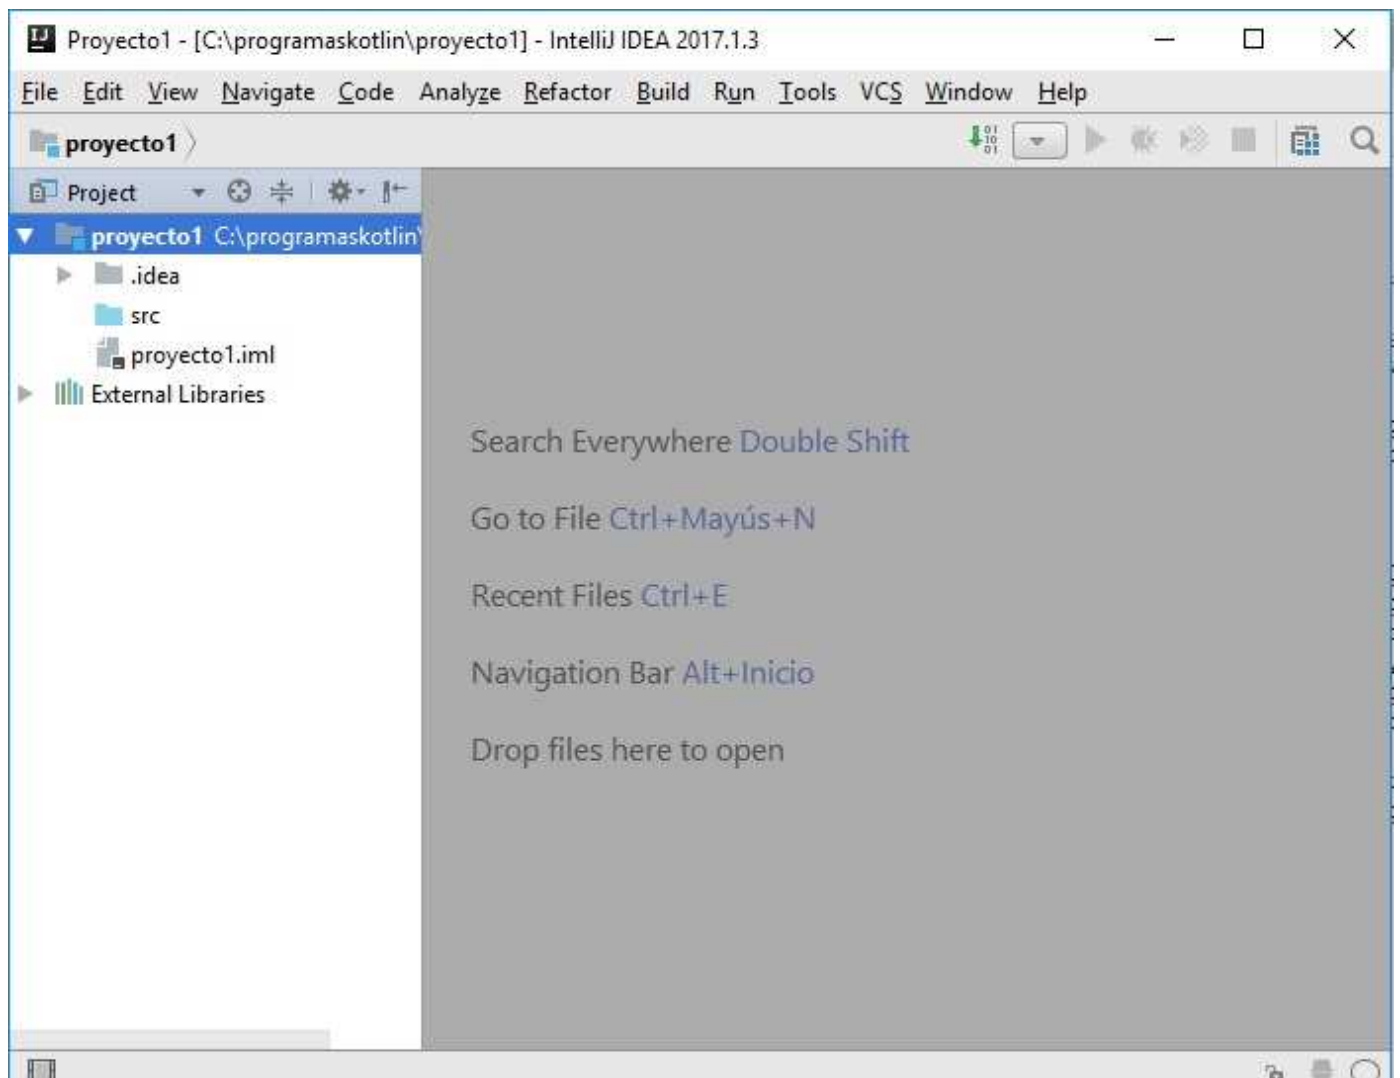 Proyecto1 - [C:\programaskotlin\proyecto1] - IntelliJ IDEA 2017.1.3
File Edit View Navigate Code Analyze Refactor Build Run Tools VCS Window Help
proyecto1
Project
proyecto1 C:\programaskotlin\
.idea
src
proyecto1.iml
External Libraries
Search Everywhere Double Shift
Go to File Ctrl+Mayús+N
Recent Files Ctrl+E
Navigation Bar Alt+Inicio
Drop files here to open